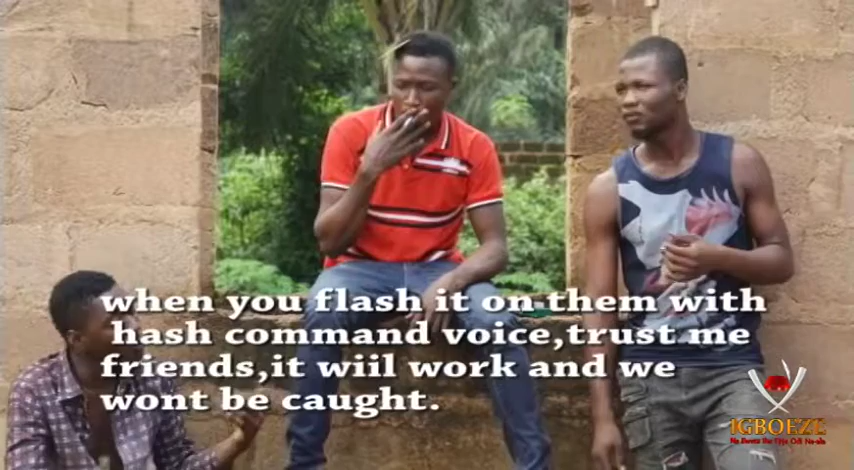 when you flash it on them with
hash command voice,trust me
friends,it wiil work and we
wont be caught.
IGBOEZE